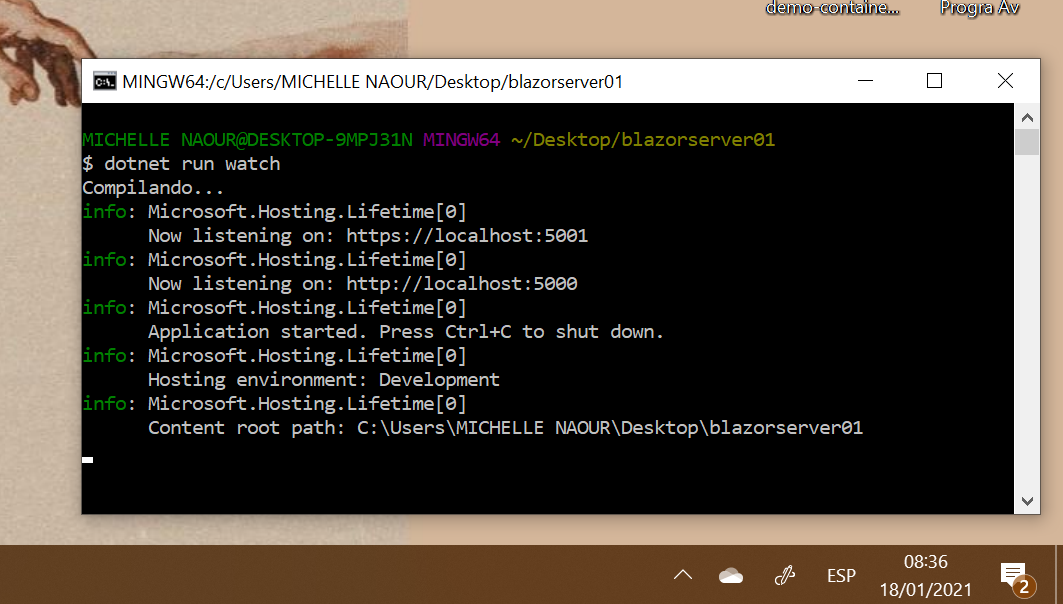 demo-containe...
Progra Av
MINGW64:/c/Users/MICHELLE NAOUR/Desktop/blazorserver01
MICHELLE NAOUR@DESKTOP-9MPJ31N MINGW64 ~/Desktop/blazorserver01
$ dotnet run watch
Compilando...
info: Microsoft.Hosting.Lifetime[0]
Now listening on: https://localhost:5001
info: Microsoft.Hosting.Lifetime[0]
Now listening on: http://localhost:5000
info: Microsoft.Hosting.Lifetime[0]
Application started. Press Ctrl+C to shut down.
info: Microsoft.Hosting.Lifetime[0]
Hosting environment: Development
info: Microsoft.Hosting.Lifetime[0]
Content root path: C:\Users\MICHELLE NAOUR\Desktop\blazorserver01
ESP
08:36
18/01/2021
2